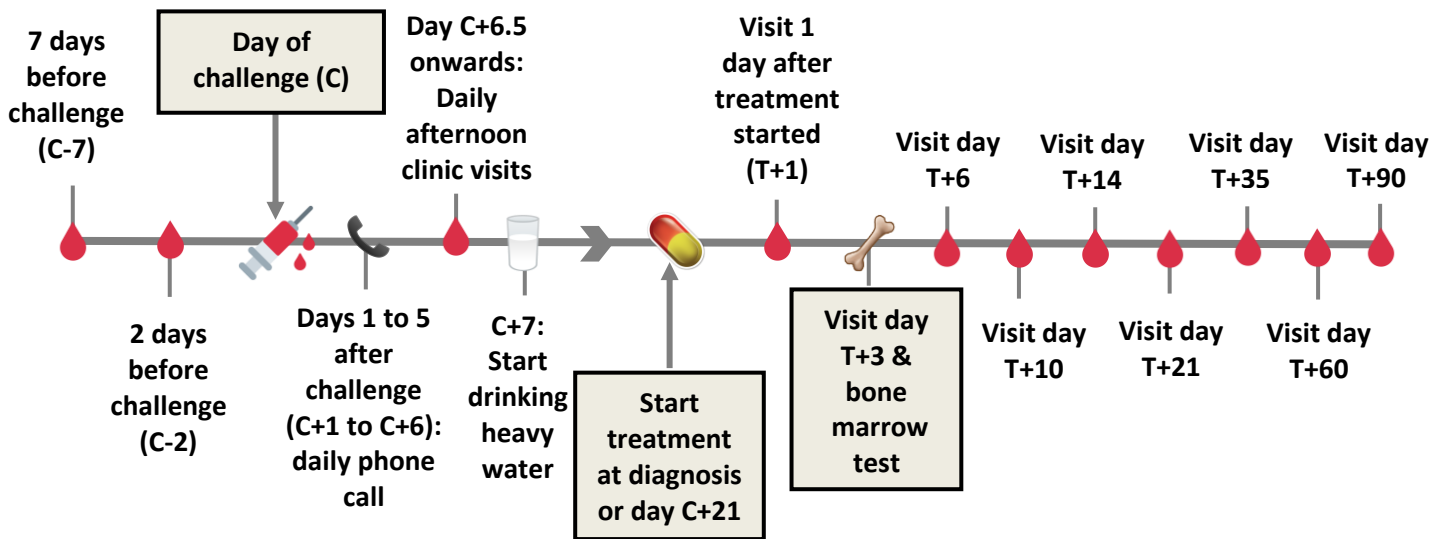 7 days
before
challenge
(C-7)
2 days
before
challenge
(C-2)
Day of
challenge (C)
Days 1 to 5
after
challenge
(C+1 to C+6):
daily phone
call
Day C+6.5
onwards:
Daily
afternoon
clinic visits
C+7:
Start
drinking
heavy
water
Start
treatment
at diagnosis
or day C+21
Visit 1
day after
treatment
started
(T+1)
Visit day
T+3 &
bone
marrow
test
Visit day
T+6
Visit day
T+10
Visit day
T+14
Visit day
T+21
Visit day
T+35
Visit day
T+60
Visit day
T+90